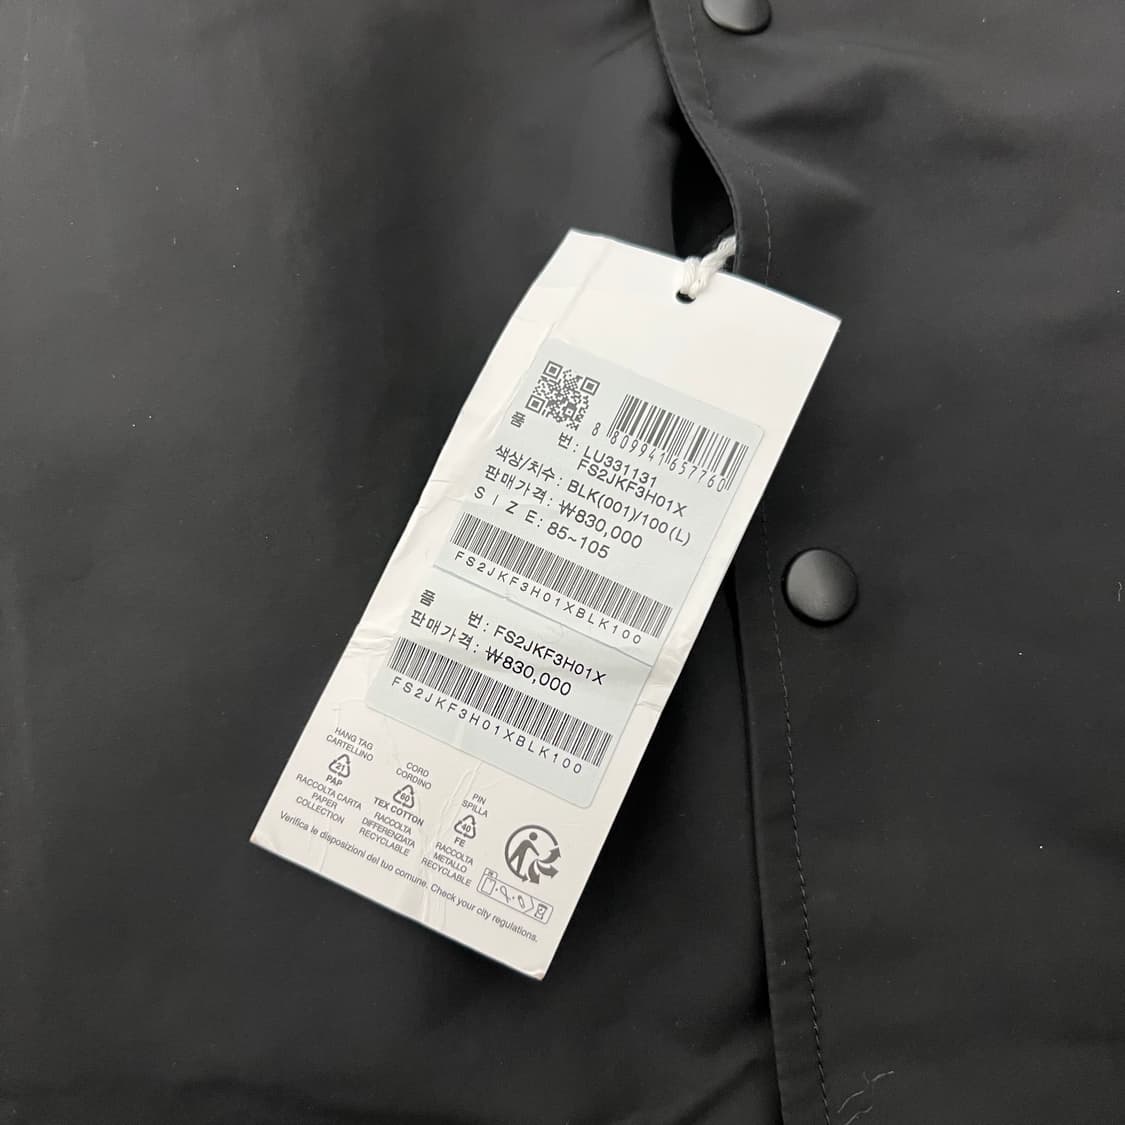 8 809941 657760
품 번: LU331131
FS2JKF3H01X
색상/치수: BLK(001)/100(L)
판매가격: ₩830,000
S I Z E: 85~105
FS2JKF3H01XBLK100
품 번: FS2JKF3H01X
판매가격: ₩830,000
FS2JKF3H01XBLK100
HANG TAG
CARTELLINO
21
PAP
RACCOLTA CARTA
PAPER
COLLECTION
CORD
CORDINO
60
TEX COTTON
RACCOLTA
DIFFERENZIATA
RECYCLABLE
PIN
SPILLA
40
FE
RACCOLTA
METALLO
RECYCLABLE
Verifica le disposizioni del tuo comune. Check your city regulations.